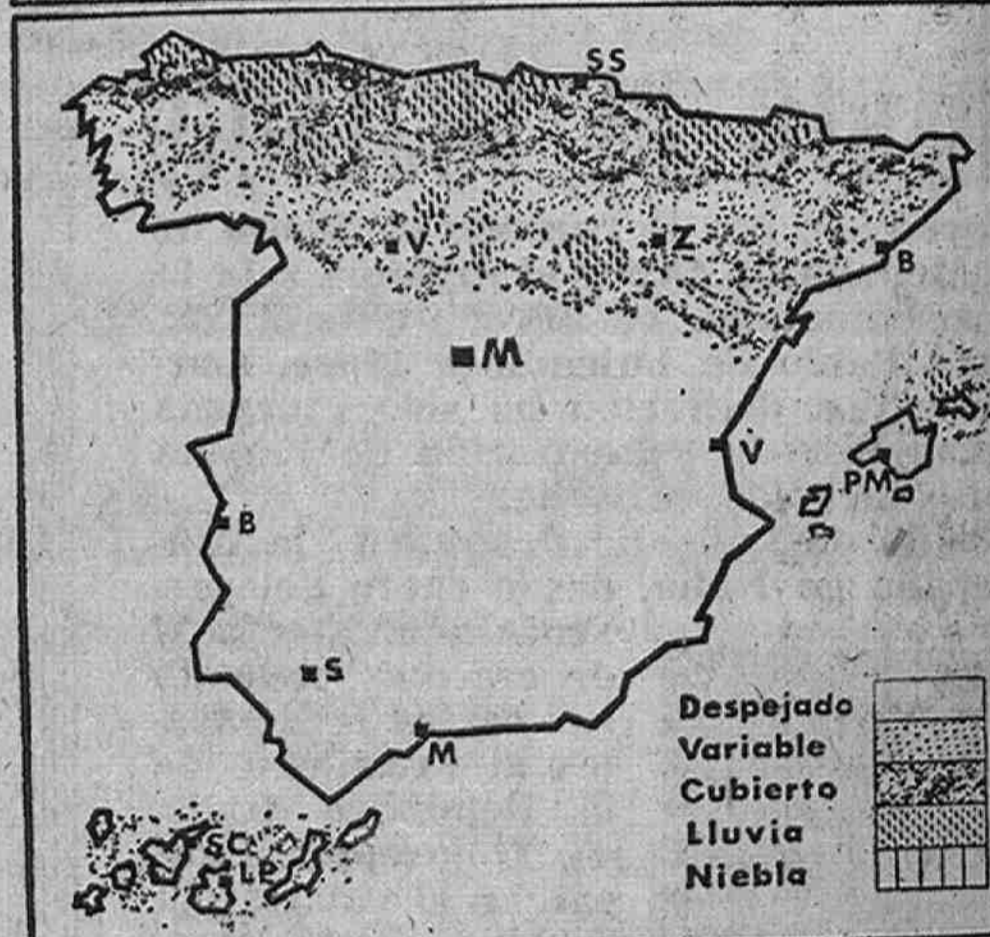 SS
V
Z
B
M
V
PM
B
S
M
SC
LP
Despejado
Variable
Cubierto
Lluvia
Niebla